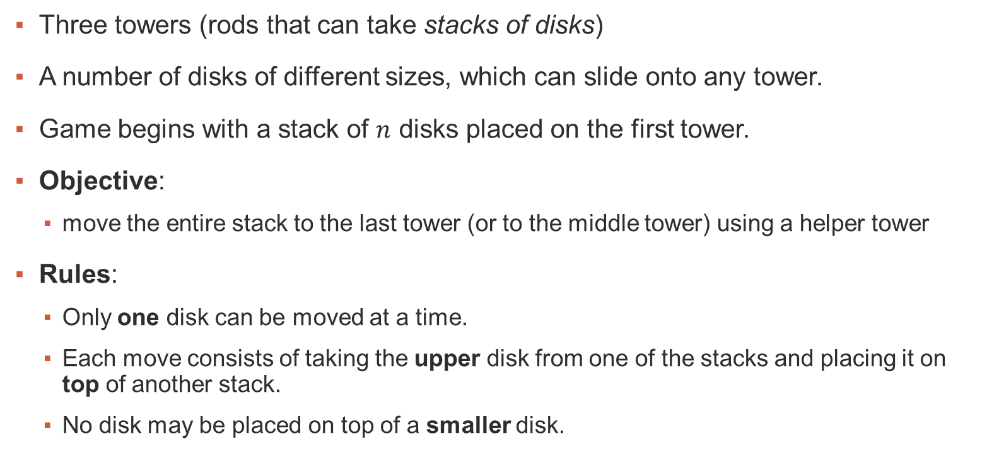 ▪ Three towers (rods that can take stacks of disks)
▪ A number of disks of different sizes, which can slide onto any tower.
▪ Game begins with a stack of 𝑛 disks placed on the first tower.
▪ Objective:
▪ move the entire stack to the last tower (or to the middle tower) using a helper tower
▪ Rules:
▪ Only one disk can be moved at a time.
▪ Each move consists of taking the upper disk from one of the stacks and placing it on
top of another stack.
▪ No disk may be placed on top of a smaller disk.